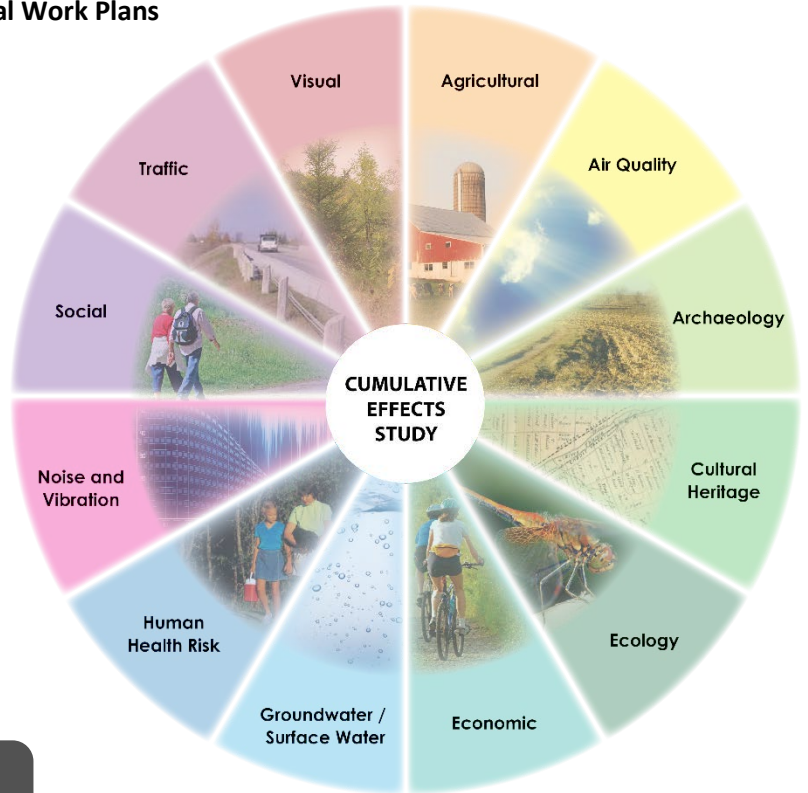 al Work Plans
Visual
Agricultural
Air Quality
Archaeology
Cultural
Heritage
Ecology
Economic
Groundwater /
Surface Water
Human
Health Risk
Noise and
Vibration
Social
Traffic
CUMULATIVE
EFFECTS
STUDY